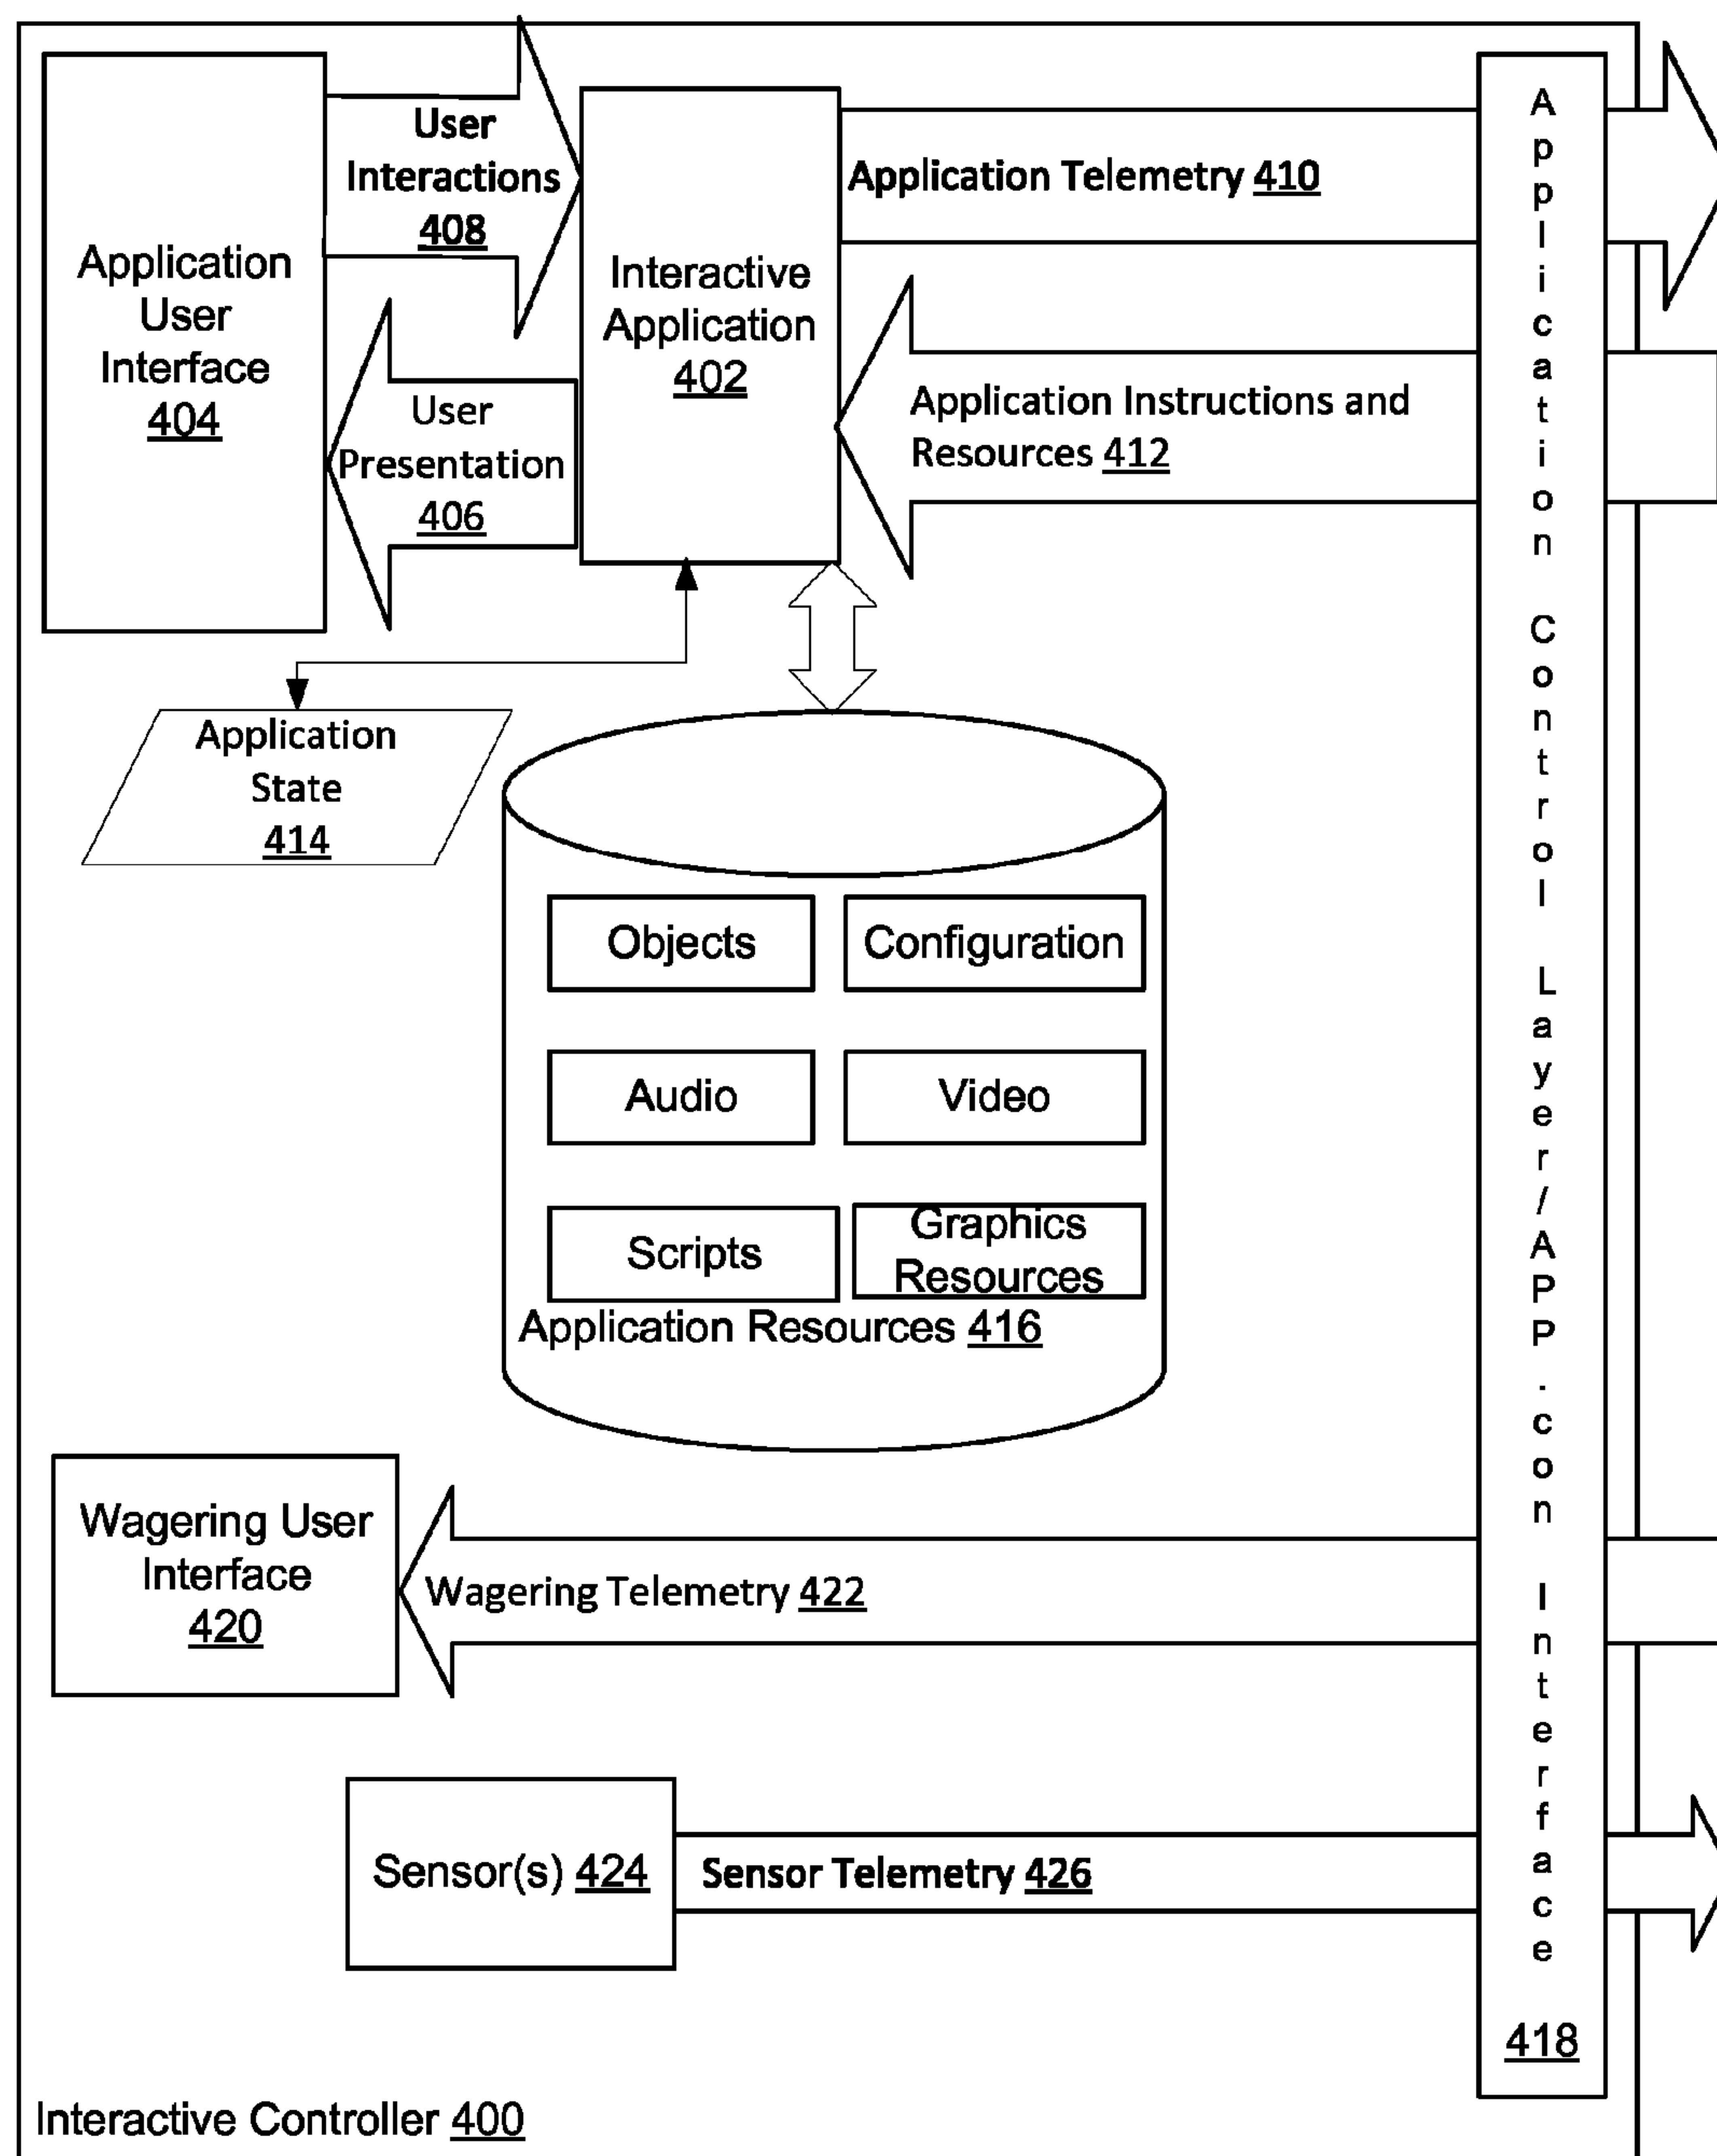 Application
User
Interface
404
User
Interactions
408
User
Presentation
406
Interactive
Application
402
Application Telemetry 410
Application Instructions and
Resources 412
Application
State
414
Objects
Configuration
Audio
Video
Scripts
Graphics
Resources
Application Resources 416
Wagering User
Interface
420
Wagering Telemetry 422
Sensor(s) 424
Sensor Telemetry 426
Application Control Layer/APP.con Interface
418
Interactive Controller 400